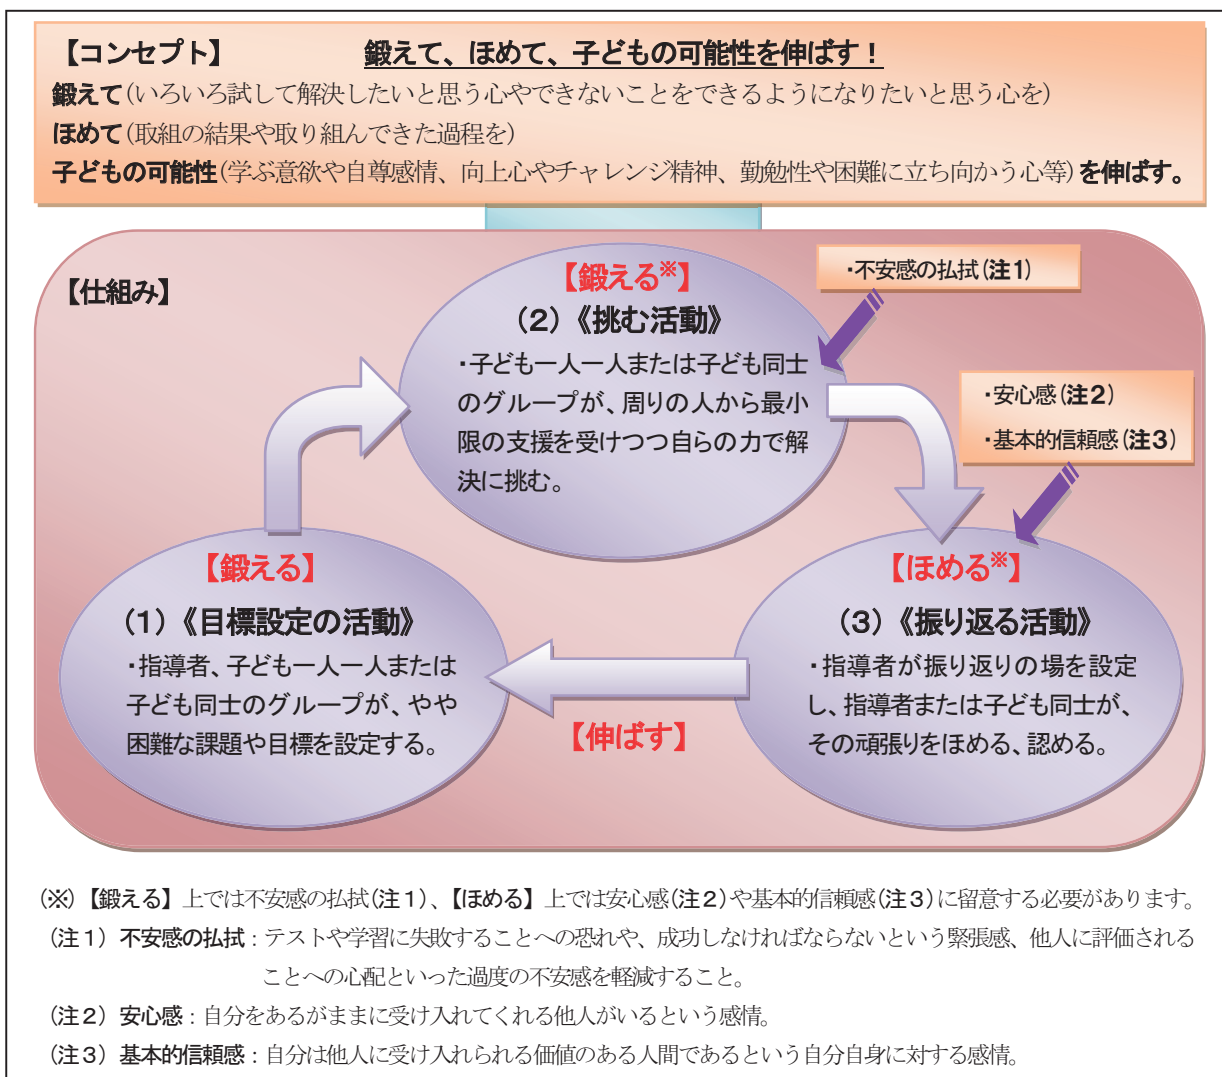 【コンセプト】　鍛えて、ほめて、子どもの可能性を伸ばす！
鍛えて(いろいろ試して解決したいと思う心やできないことをできるようになりたいと思う心を)
ほめて(取組の結果や取り組んできた過程を)
子どもの可能性(学ぶ意欲や自尊感情、向上心やチャレンジ精神、勤勉性や困難に立ち向かう心等)を伸ばす。
【仕組み】
【鍛える】
(1)《目標設定の活動》
・指導者、子ども一人一人または
子ども同士のグループが、やや
困難な課題や目標を設定する。
【鍛える※】
(2)《挑む活動》
・子ども一人一人または子ども同士
のグループが、周りの人から最小
限の支援を受けつつ自らの力で解
決に挑む。
・不安感の払拭(注1)
・安心感(注2)
・基本的信頼感(注3)
【ほめる※】
(3)《振り返る活動》
・指導者が振り返りの場を設定
し、指導者または子ども同士が、
その頑張りをほめる、認める。
【伸ばす】
(※)【鍛える】上では不安感の払拭(注1)、【ほめる】上では安心感(注2)や基本的信頼感(注3)に留意する必要があります。
(注1) 不安感の払拭：テストや学習に失敗することへの恐れや、成功しなければならないという緊張感、他人に評価される
ことへの心配といった過度の不安感を軽減すること。
(注2) 安心感：自分をあるがままに受け入れてくれる他人がいるという感情。
(注3) 基本的信頼感：自分は他人に受け入れられる価値のある人間であるという自分自身に対する感情。